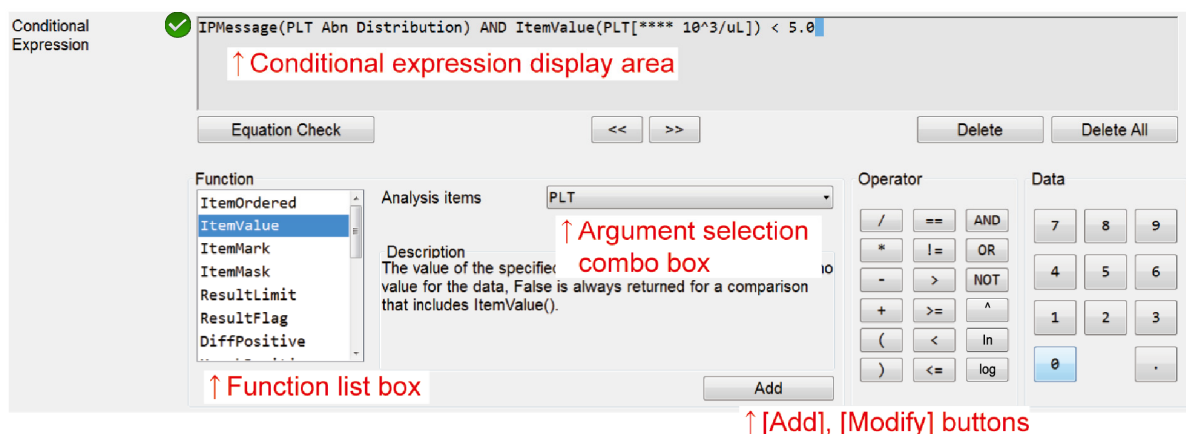 Conditional
Expression
IPMessage(PLT Abn Distribution) AND ItemValue(PLT[**** 10^3/uL]) < 5.0
↑ Conditional expression display area
Equation Check
<<
>>
Delete
Delete All
Function
ItemOrdered
ItemValue
ItemMark
ItemMask
ResultLimit
ResultFlag
DiffPositive
↑ Function list box
Analysis items
PLT
↑ Argument selection
combo box
Description
The value of the specified no
value for the data, False is always returned for a comparison
that includes ItemValue().
Add
↑ [Add], [Modify] buttons
Operator
/ == AND
* != OR
- > NOT
+ >= ^
( < ln
) <= log
Data
7 8 9
4 5 6
1 2 3
0 .